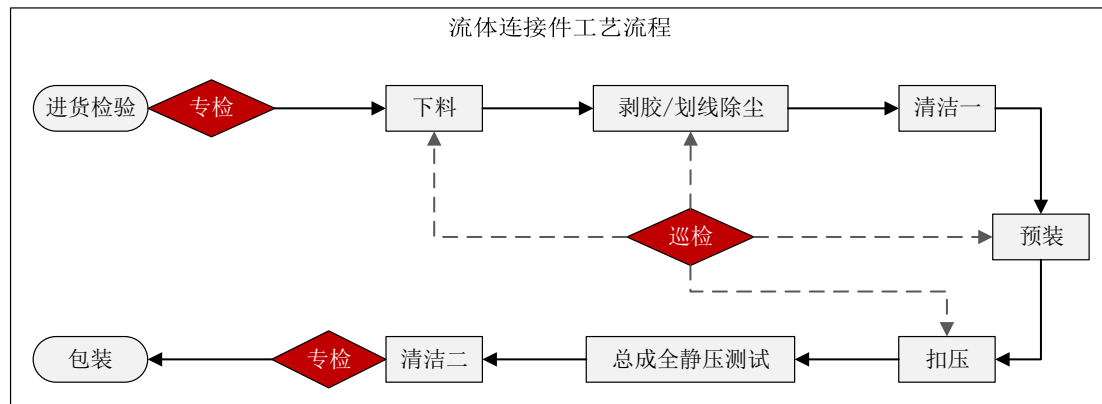 流体连接件工艺流程
进货检验
专检
下料
剥胶/划线除尘
清洁一
巡检
预装
包装
专检
清洁二
总成全静压测试
扣压